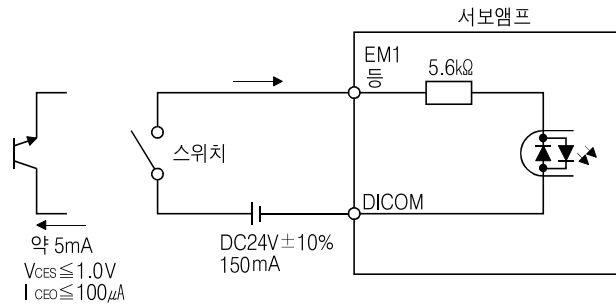 서보앰프
EM1
등
5.6kΩ
스위치
DICOM
약 5mA
VCES≦1.0V
I CEO≦100μA
DC24V±10%
150mA